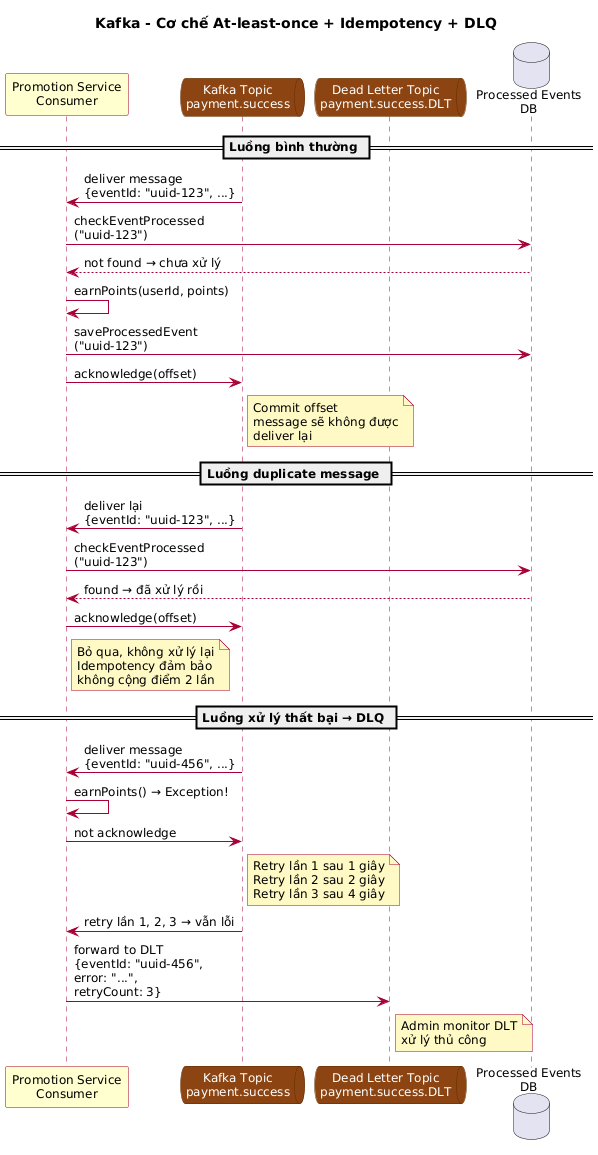 Kafka - Cơ chế At-least-once + Idempotency + DLQ
Promotion Service
Consumer
Kafka Topic
payment.success
Dead Letter Topic
payment.success.DLT
Processed Events
DB
Luồng bình thường
deliver message
{eventId: "uuid-123", ...}
checkEventProcessed
("uuid-123")
not found → chưa xử lý
earnPoints(userId, points)
saveProcessedEvent
("uuid-123")
acknowledge(offset)
Commit offset
message sẽ không được
deliver lại
Luồng duplicate message
deliver lại
{eventId: "uuid-123", ...}
checkEventProcessed
("uuid-123")
found → đã xử lý rồi
acknowledge(offset)
Bỏ qua, không xử lý lại
Idempotency đảm bảo
không cộng điểm 2 lần
Luồng xử lý thất bại → DLQ
deliver message
{eventId: "uuid-456", ...}
earnPoints() → Exception!
not acknowledge
Retry lần 1 sau 1 giây
Retry lần 2 sau 2 giây
Retry lần 3 sau 4 giây
retry lần 1, 2, 3 → vẫn lỗi
forward to DLT
{eventId: "uuid-456",
error: "...",
retryCount: 3}
Admin monitor DLT
xử lý thủ công
Promotion Service
Consumer
Kafka Topic
payment.success
Dead Letter Topic
payment.success.DLT
Processed Events
DB